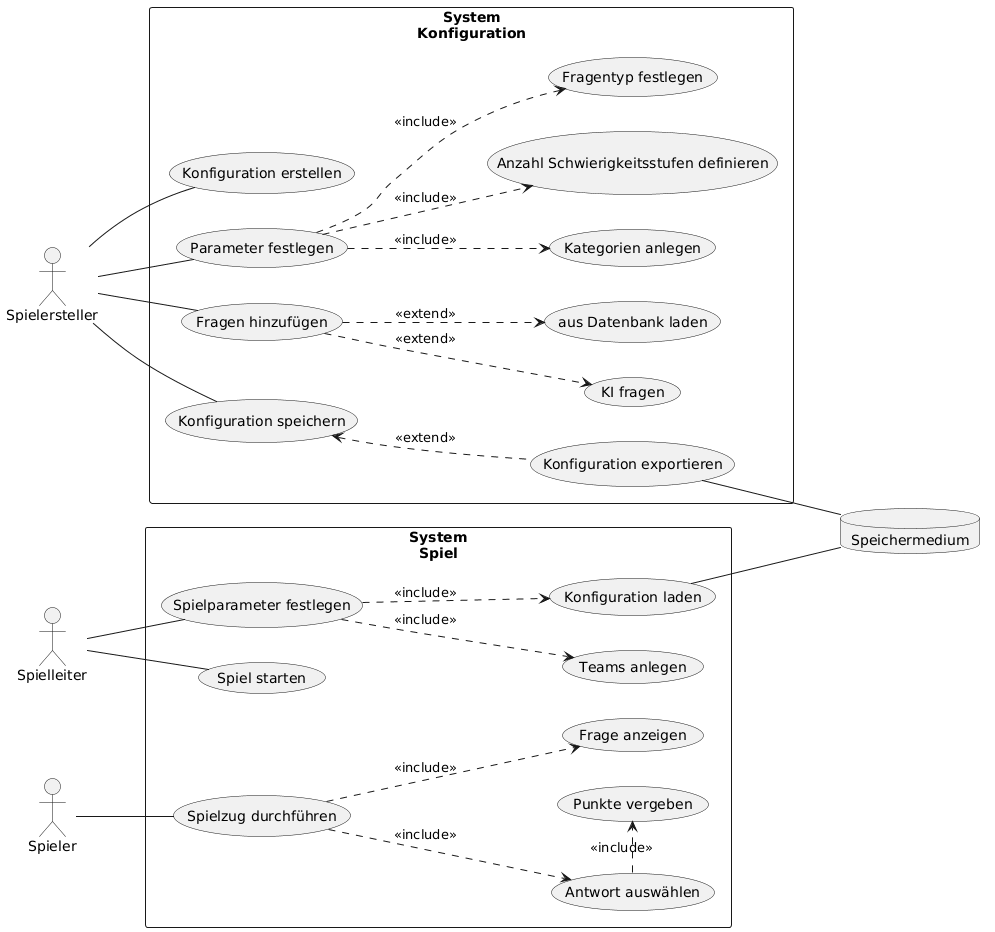 System
Konfiguration
Fragentyp festlegen
«include»
Anzahl Schwierigkeitsstufen definieren
Konfiguration erstellen
«include»
«include»
Parameter festlegen
Kategorien anlegen
Spielersteller
«extend»
Fragen hinzufügen
aus Datenbank laden
«extend»
KI fragen
Konfiguration speichern
«extend»
Konfiguration exportieren
Speichermedium
System
Spiel
«include»
Spielparameter festlegen
Konfiguration laden
«include»
Spielleiter
Teams anlegen
Spiel starten
Frage anzeigen
«include»
Punkte vergeben
Spielzug durchführen
«include»
Spieler
«include»
Antwort auswählen